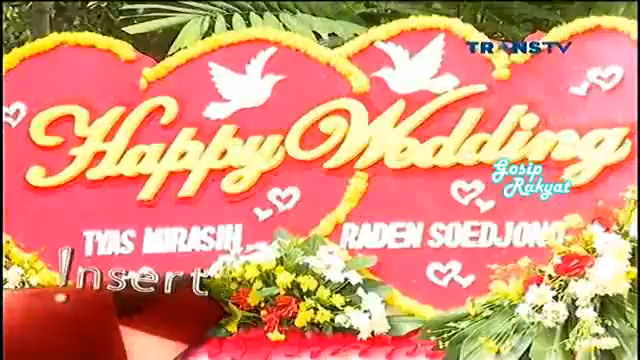 TRANSTV
Happy Wedding
Gosip
Rakyat
TYAS MIRASIH
RADEN SOEDJONO
Insert